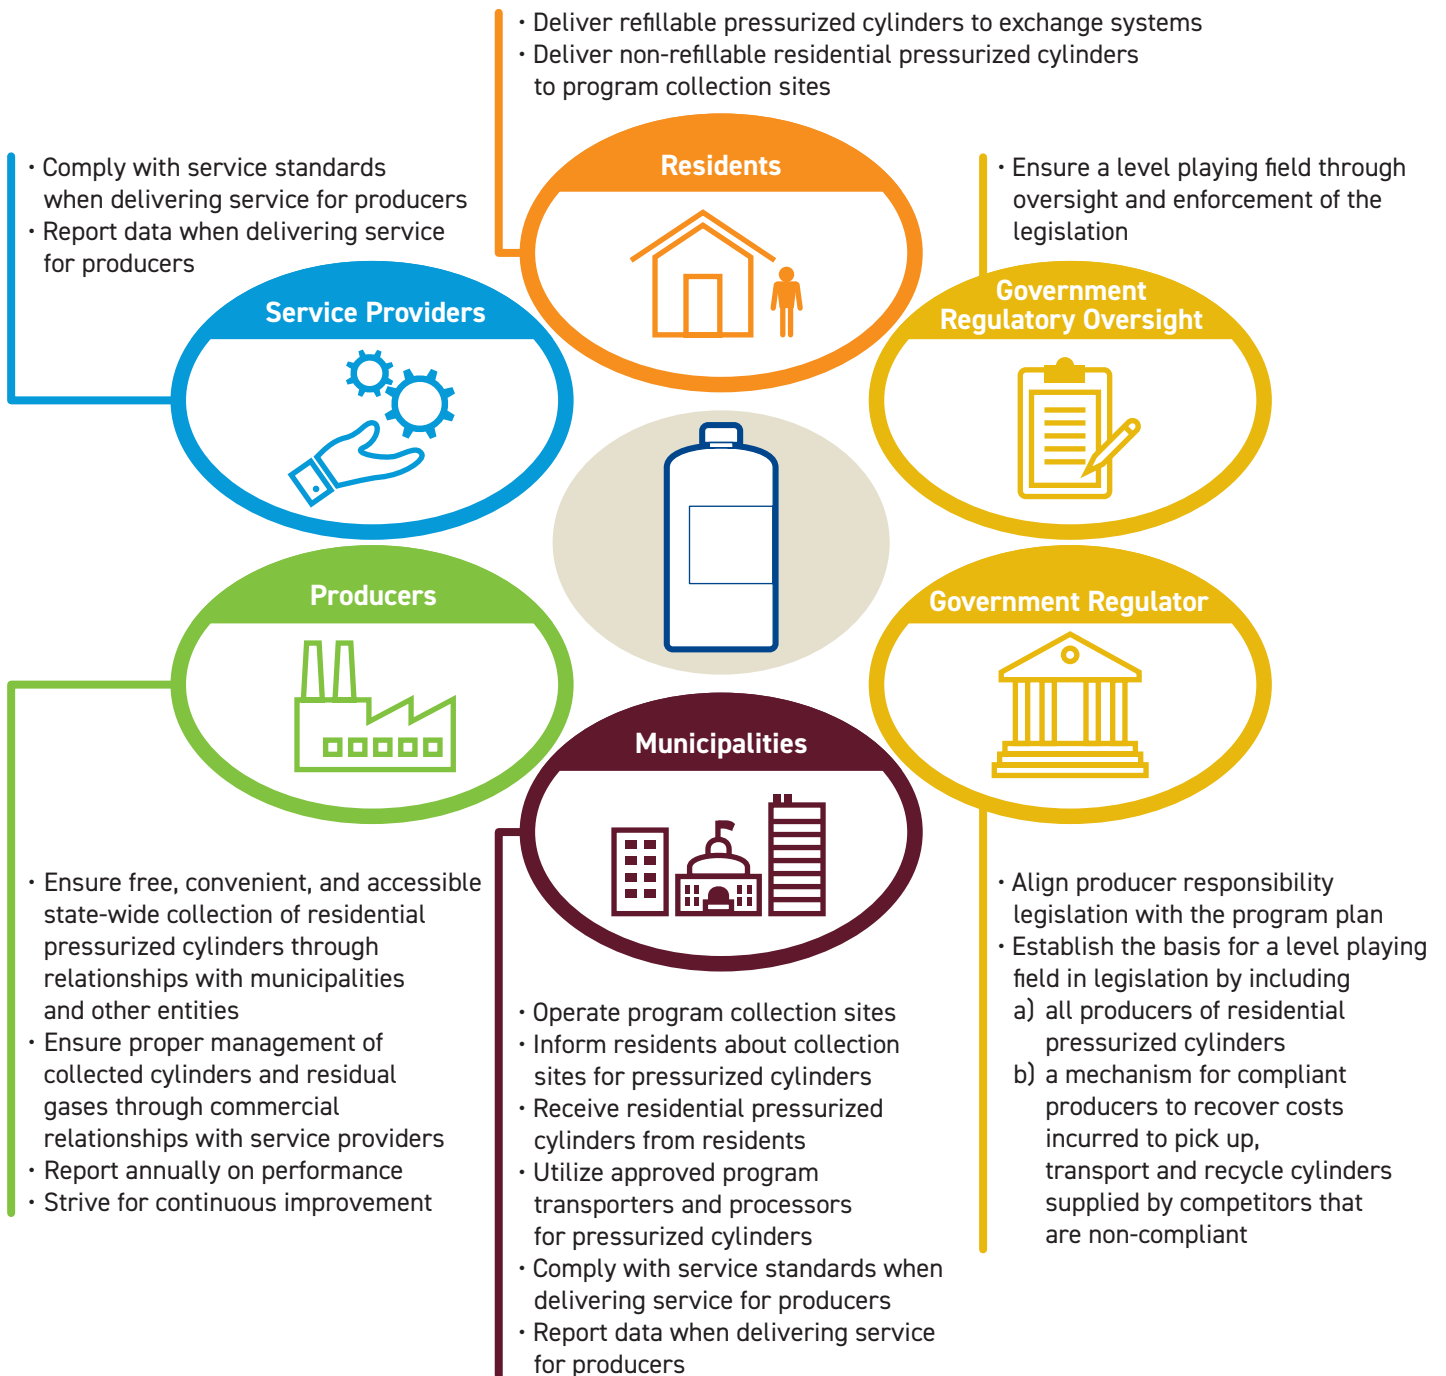 · Deliver refillable pressurized cylinders to exchange systems
· Deliver non-refillable residential pressurized cylinders
to program collection sites
Residents
· Comply with service standards
when delivering service for producers
· Report data when delivering service
for producers
Service Providers
· Ensure a level playing field through
oversight and enforcement of the
legislation
Government
Regulatory Oversight
Producers
· Ensure free, convenient, and accessible
state-wide collection of residential
pressurized cylinders through
relationships with municipalities
and other entities
· Ensure proper management of
collected cylinders and residual
gases through commercial
relationships with service providers
· Report annually on performance
· Strive for continuous improvement
Municipalities
· Operate program collection sites
· Inform residents about collection
sites for pressurized cylinders
· Receive residential pressurized
cylinders from residents
· Utilize approved program
transporters and processors
for pressurized cylinders
· Comply with service standards when
delivering service for producers
· Report data when delivering service
for producers
Government Regulator
· Align producer responsibility
legislation with the program plan
· Establish the basis for a level playing
field in legislation by including
a) all producers of residential
pressurized cylinders
b) a mechanism for compliant
producers to recover costs
incurred to pick up,
transport and recycle cylinders
supplied by competitors that
are non-compliant